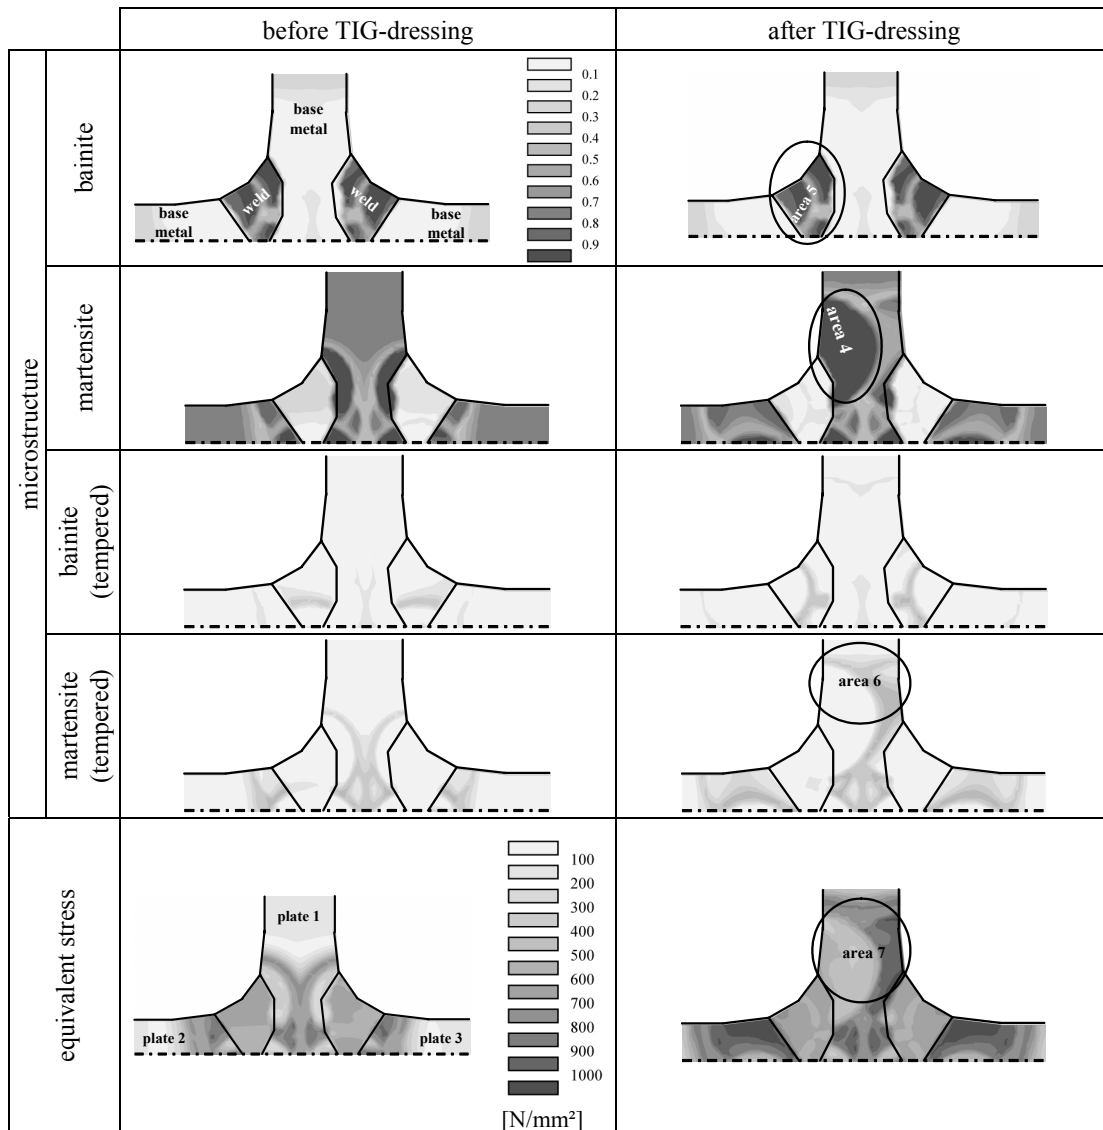 before TIG-dressing
after TIG-dressing
microstructure
bainite
base
metal
weld
weld
base
metal
base
metal
0.1
0.2
0.3
0.4
0.5
0.6
0.7
0.8
0.9
area 5
martensite
area 4
bainite
(tempered)
martensite
(tempered)
area 6
equivalent stress
plate 1
plate 2
plate 3
100
200
300
400
500
600
700
800
900
1000
[N/mm²]
area 7